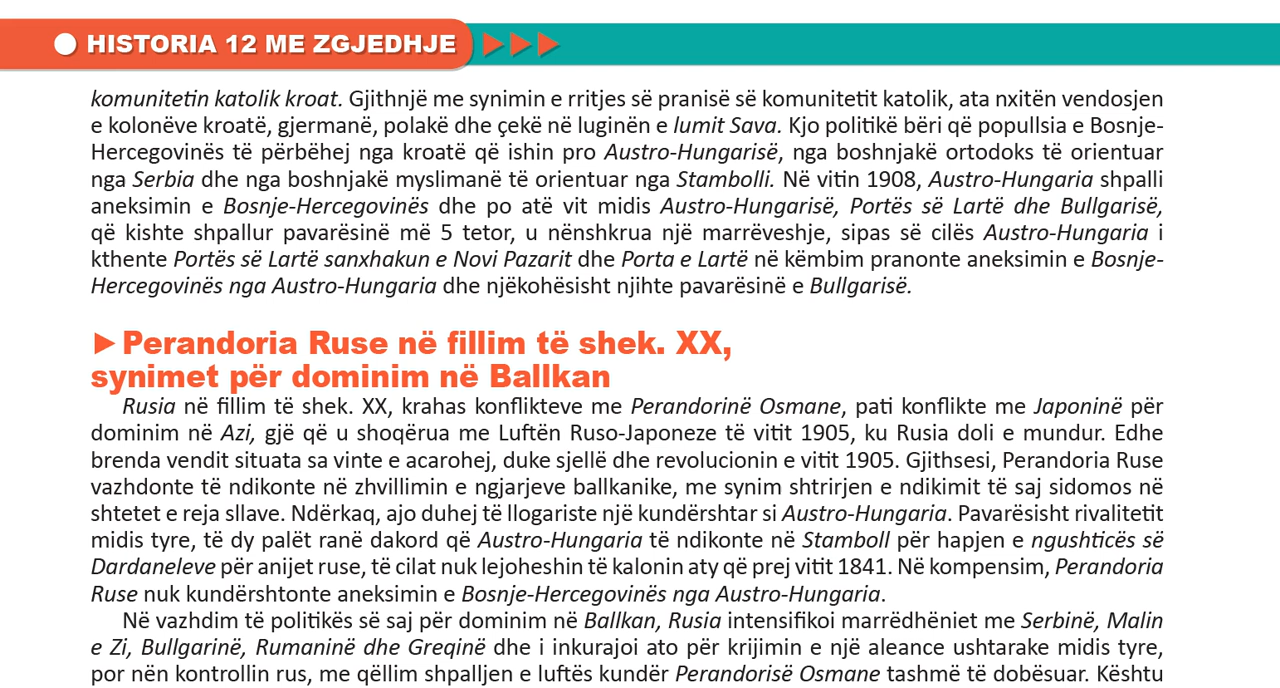 HISTORIA 12 ME ZGJEDHJE
komunitetin katolik kroat. Gjithnjë me synimin e rritjes së pranisë së komunitetit katolik, ata nxitën vendosjen
e kolonëve kroatë, gjermanë, polakë dhe çekë në luginën e lumit Sava. Kjo politikë bëri që popullsia e Bosnje-
Hercegovinës të përbëhej nga kroatë që ishin pro Austro-Hungarisë, nga boshnjakë ortodoks të orientuar
nga Serbia dhe nga boshnjakë myslimanë të orientuar nga Stambolli. Në vitin 1908, Austro-Hungaria shpalli
aneksimin e Bosnje-Hercegovinës dhe po atë vit midis Austro-Hungarisë, Portës së Lartë dhe Bullgarisë,
që kishte shpallur pavarësinë më 5 tetor, u nënshkrua një marrëveshje, sipas së cilës Austro-Hungaria i
kthente Portës së Lartë sanxhakun e Novi Pazarit dhe Porta e Lartë në këmbim pranonte aneksimin e Bosnje-
Hercegovinës nga Austro-Hungaria dhe njëkohësisht njihte pavarësinë e Bullgarisë.
►Perandoria Ruse në fillim të shek. XX,
synimet për dominim në Ballkan
Rusia në fillim të shek. XX, krahas konflikteve me Perandorinë Osmane, pati konflikte me Japoninë për
dominim në Azi, gjë që u shoqërua me Luftën Ruso-Japoneze të vitit 1905, ku Rusia doli e mundur. Edhe
brenda vendit situata sa vinte e acarohej, duke sjellë dhe revolucionin e vitit 1905. Gjithsesi, Perandoria Ruse
vazhdonte të ndikonte në zhvillimin e ngjarjeve ballkanike, me synim shtrirjen e ndikimit të saj sidomos në
shtetet e reja sllave. Ndërkaq, ajo duhej të llogariste një kundërshtar si Austro-Hungaria. Pavarësisht rivalitetit
midis tyre, të dy palët ranë dakord që Austro-Hungaria të ndikonte në Stamboll për hapjen e ngushticës së
Dardaneleve për anijet ruse, të cilat nuk lejoheshin të kalonin aty që prej vitit 1841. Në kompensim, Perandoria
Ruse nuk kundërshtonte aneksimin e Bosnje-Hercegovinës nga Austro-Hungaria.
Në vazhdim të politikës së saj për dominim në Ballkan, Rusia intensifikoi marrëdhëniet me Serbinë, Malin
e Zi, Bullgarinë, Rumaninë dhe Greqinë dhe i inkurajoi ato për krijimin e një aleance ushtarake midis tyre,
por nën kontrollin rus, me qëllim shpalljen e luftës kundër Perandorisë Osmane tashmë të dobësuar. Kështu